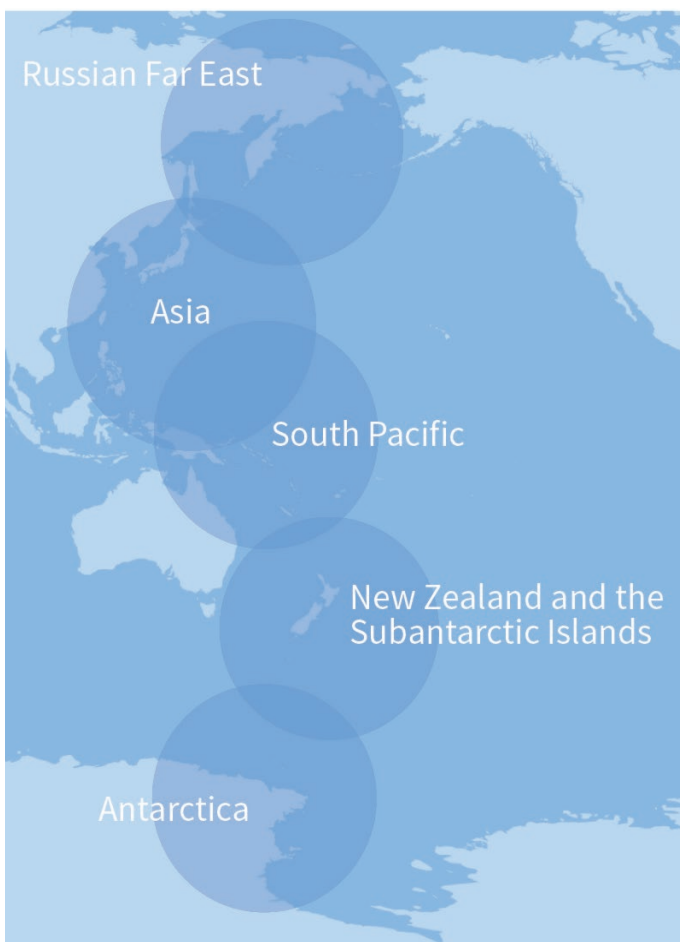 Russian Far East
Asia
South Pacific
New Zealand and the
Subantarctic Islands
Antarctica